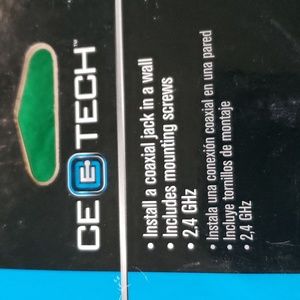 CE TECH™
• Install a coaxial jack in a wall
• Includes mounting screws
• 2,4 GHz
• Instala una conexión coaxial en una pared
• Incluye tornillos de montaje
• 2,4 GHz